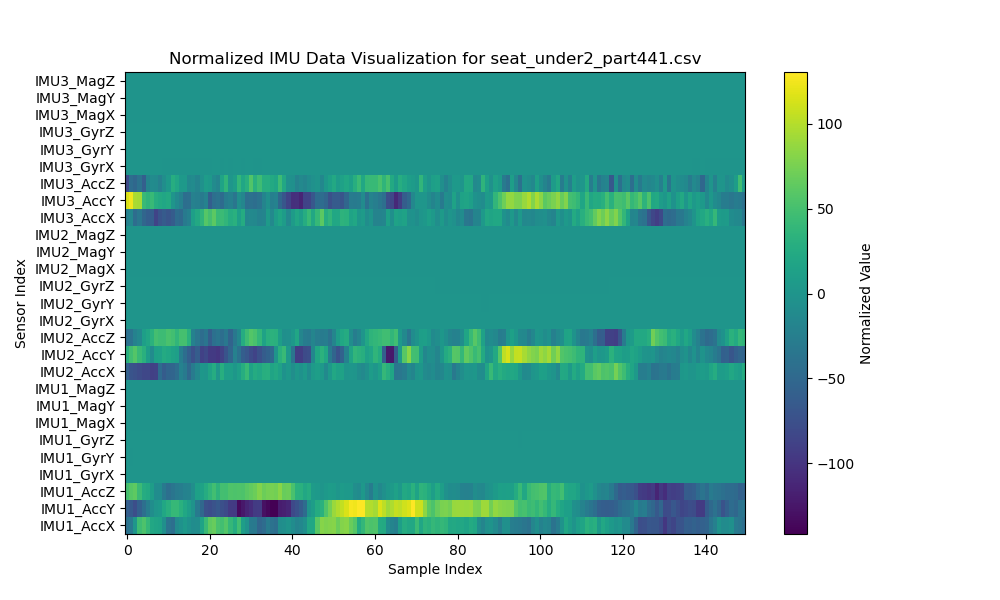 Normalized IMU Data Visualization for seat_under2_part441.csv
IMU3_MagZ
IMU3_MagY
IMU3_MagX
IMU3_GyrZ
IMU3_GyrY
IMU3_GyrX
IMU3_AccZ
IMU3_AccY
IMU3_AccX
IMU2_MagZ
IMU2_MagY
IMU2_MagX
IMU2_GyrZ
IMU2_GyrY
IMU2_GyrX
IMU2_AccZ
IMU2_AccY
IMU2_AccX
IMU1_MagZ
IMU1_MagY
IMU1_MagX
IMU1_GyrZ
IMU1_GyrY
IMU1_GyrX
IMU1_AccZ
IMU1_AccY
IMU1_AccX
Sensor Index
0 20 40 60 80 100 120 140
Sample Index
100
50
0
−50
−100
Normalized Value